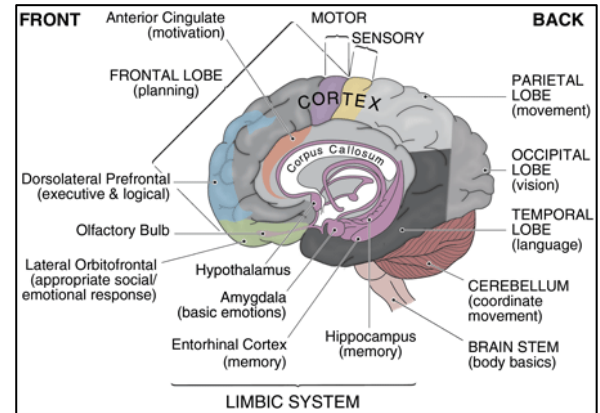 FRONT
BACK
Anterior Cingulate
(motivation)
MOTOR
SENSORY
FRONTAL LOBE
(planning)
CORTEX
Corpus Callosum
PARIETAL
LOBE
(movement)
OCCIPITAL
LOBE
(vision)
TEMPORAL
LOBE
(language)
Dorsolateral Prefrontal
(executive & logical)
Olfactory Bulb
Lateral Orbitofrontal
(appropriate social/
emotional response)
Hypothalamus
Amygdala
(basic emotions)
Entorhinal Cortex
(memory)
Hippocampus
(memory)
CEREBELLUM
(coordinate
movement)
BRAIN STEM
(body basics)
LIMBIC SYSTEM